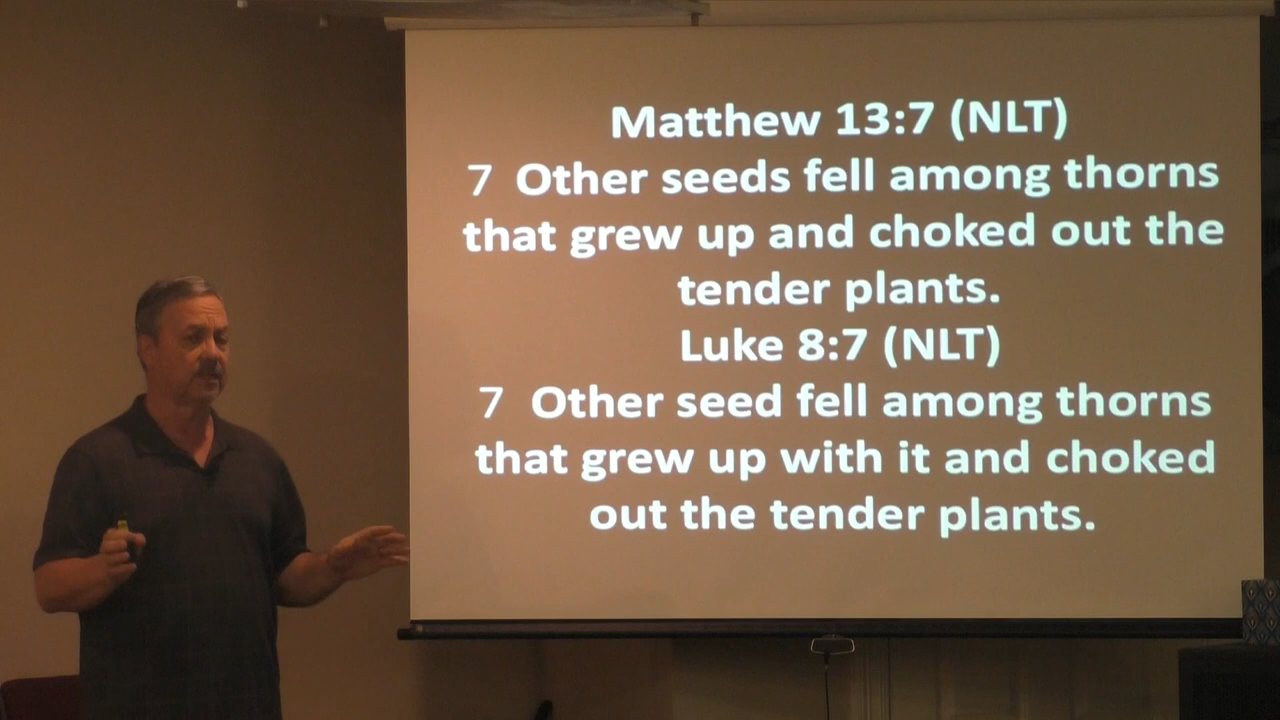 Matthew 13:7 (NLT)
7 Other seeds fell among thorns
that grew up and choked out the
tender plants.
Luke 8:7 (NLT)
7 Other seed fell among thorns
that grew up with it and choked
out the tender plants.